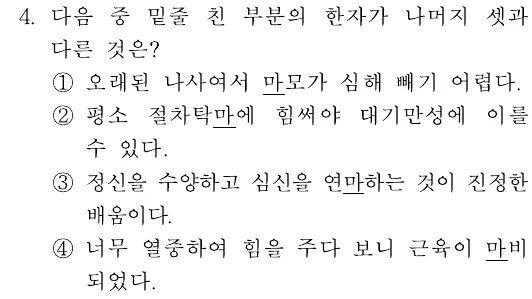 4. 다음 중 밑줄 친 부분의 한자가 나머지 셋과
다른 것은?
① 오래된 나사여서 마모가 심해 빼기 어렵다.
② 평소 절차탁마에 힘써야 대기만성에 이를
수 있다.
③ 정신을 수양하고 심신을 연마하는 것이 진정한
배움이다.
④ 너무 열중하여 힘을 주다 보니 근육이 마비
되었다.